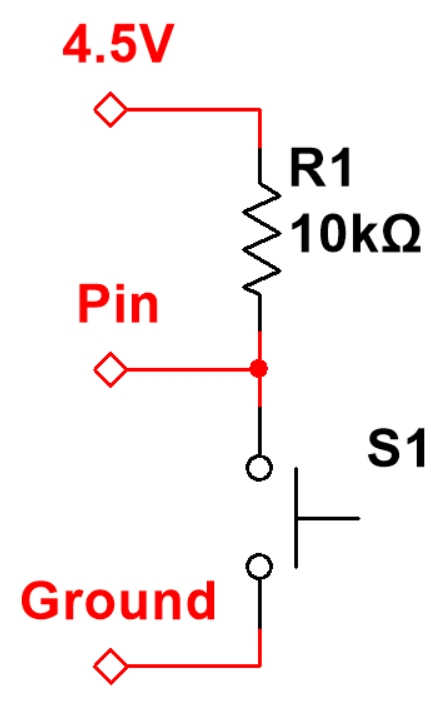 4.5V
R1
10kΩ
Pin
S1
Ground